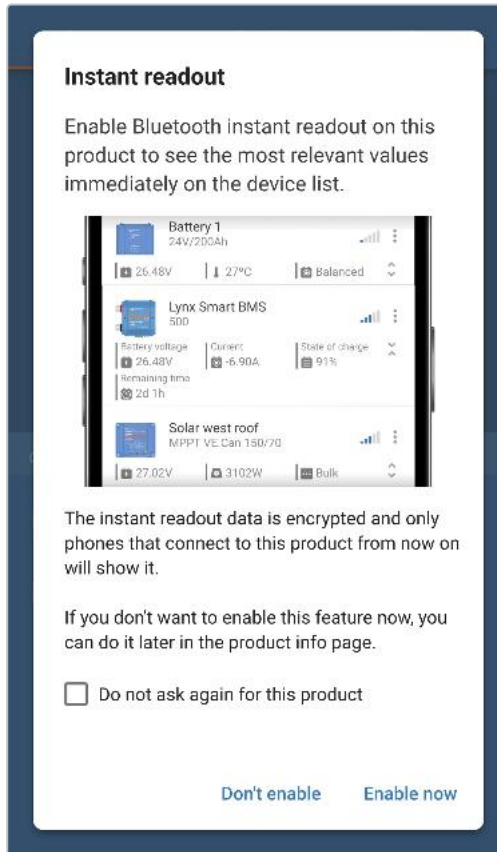 Instant readout
Enable Bluetooth instant readout on this
product to see the most relevant values
immediately on the device list.
Battery 1
24V/200Ah
26.48V
27°C
Balanced
Lynx Smart BMS
500
Battery voltage
Current
State of charge
26.48V
-6.90A
91%
Remaining time
2d 1h
Solar west roof
MPPT VE.Can 150/70
27.02V
3102W
Bulk
The instant readout data is encrypted and only
phones that connect to this product from now on
will show it.
If you don't want to enable this feature now, you
can do it later in the product info page.
Do not ask again for this product
Don't enable
Enable now